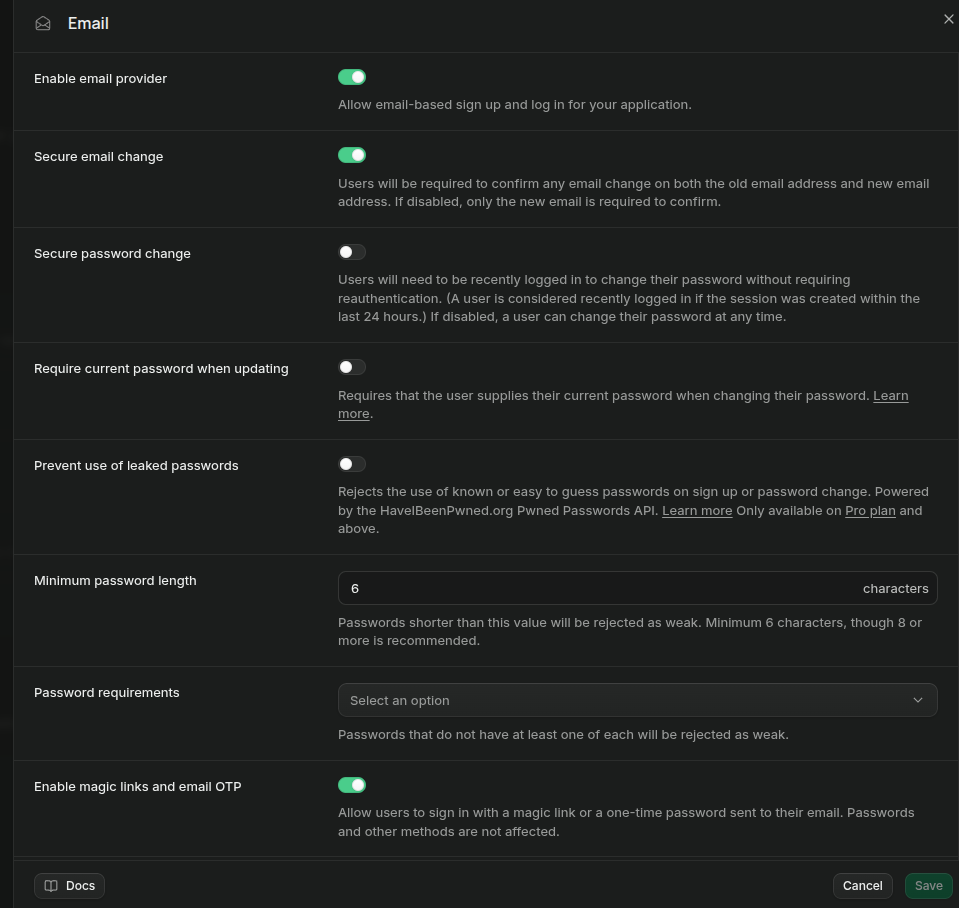 Email
Enable email provider
Allow email-based sign up and log in for your application.
Secure email change
Users will be required to confirm any email change on both the old email address and new email
address. If disabled, only the new email is required to confirm.
Secure password change
Users will need to be recently logged in to change their password without requiring
reauthentication. (A user is considered recently logged in if the session was created within the
last 24 hours.) If disabled, a user can change their password at any time.
Require current password when updating
Requires that the user supplies their current password when changing their password. Learn
more.
Prevent use of leaked passwords
Rejects the use of known or easy to guess passwords on sign up or password change. Powered
by the HaveIBeenPwned.org Pwned Passwords API. Learn more Only available on Pro plan and
above.
Minimum password length
6 characters
Passwords shorter than this value will be rejected as weak. Minimum 6 characters, though 8 or
more is recommended.
Password requirements
Select an option
Passwords that do not have at least one of each will be rejected as weak.
Enable magic links and email OTP
Allow users to sign in with a magic link or a one-time password sent to their email. Passwords
and other methods are not affected.
Docs
Cancel
Save